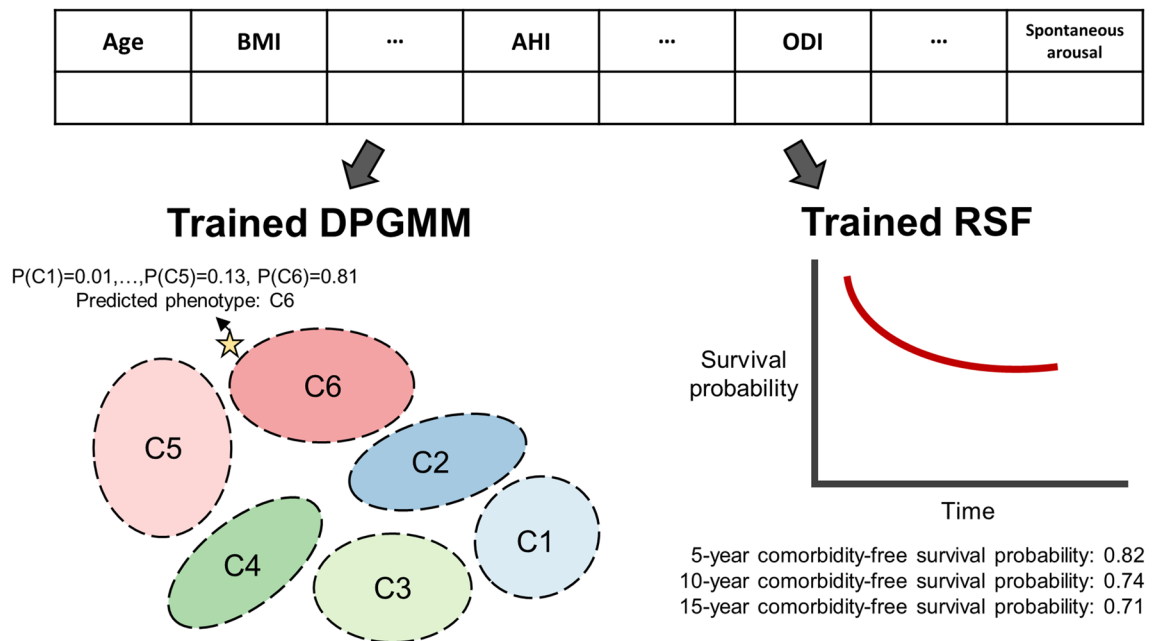 Age BMI ... AHI ... ODI ... Spontaneous arousal
Trained DPGMM
Trained RSF
P(C1)=0.01,...,P(C5)=0.13, P(C6)=0.81
Predicted phenotype: C6
C6
C5
C2
C1
C4
C3
Survival
probability
Time
5-year comorbidity-free survival probability: 0.82
10-year comorbidity-free survival probability: 0.74
15-year comorbidity-free survival probability: 0.71